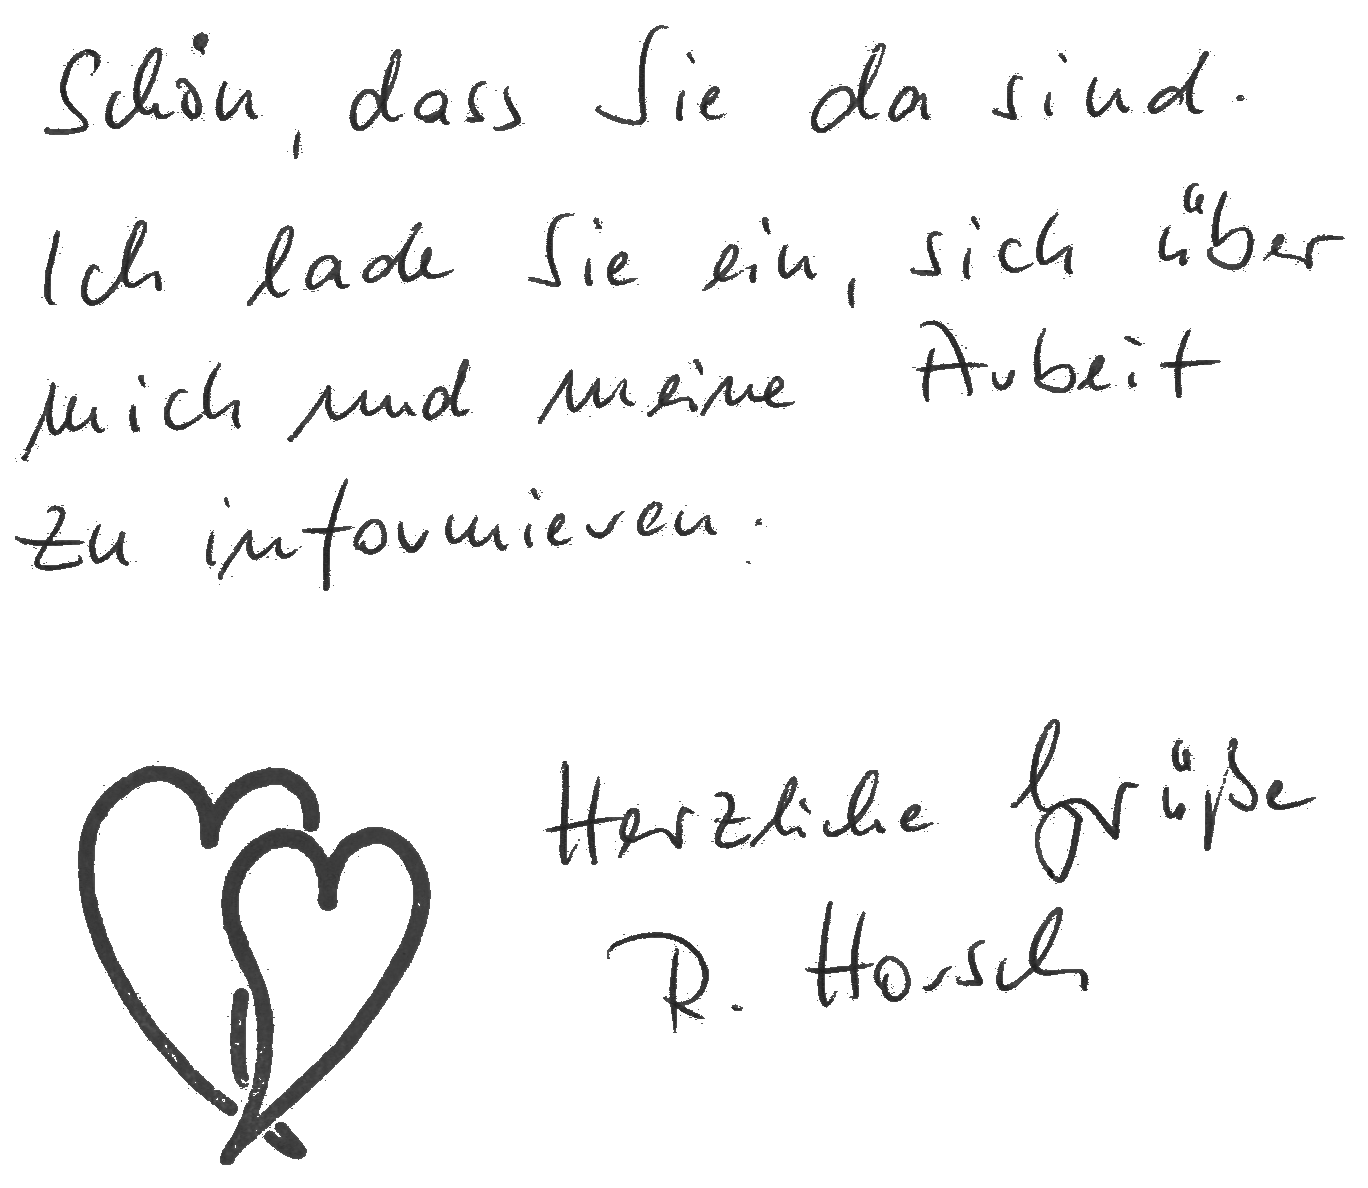 Schön, dass Sie da sind.
Ich lade Sie ein, sich über
mich und meine Arbeit
zu informieren.
Herzliche Grüße
R. Horsch